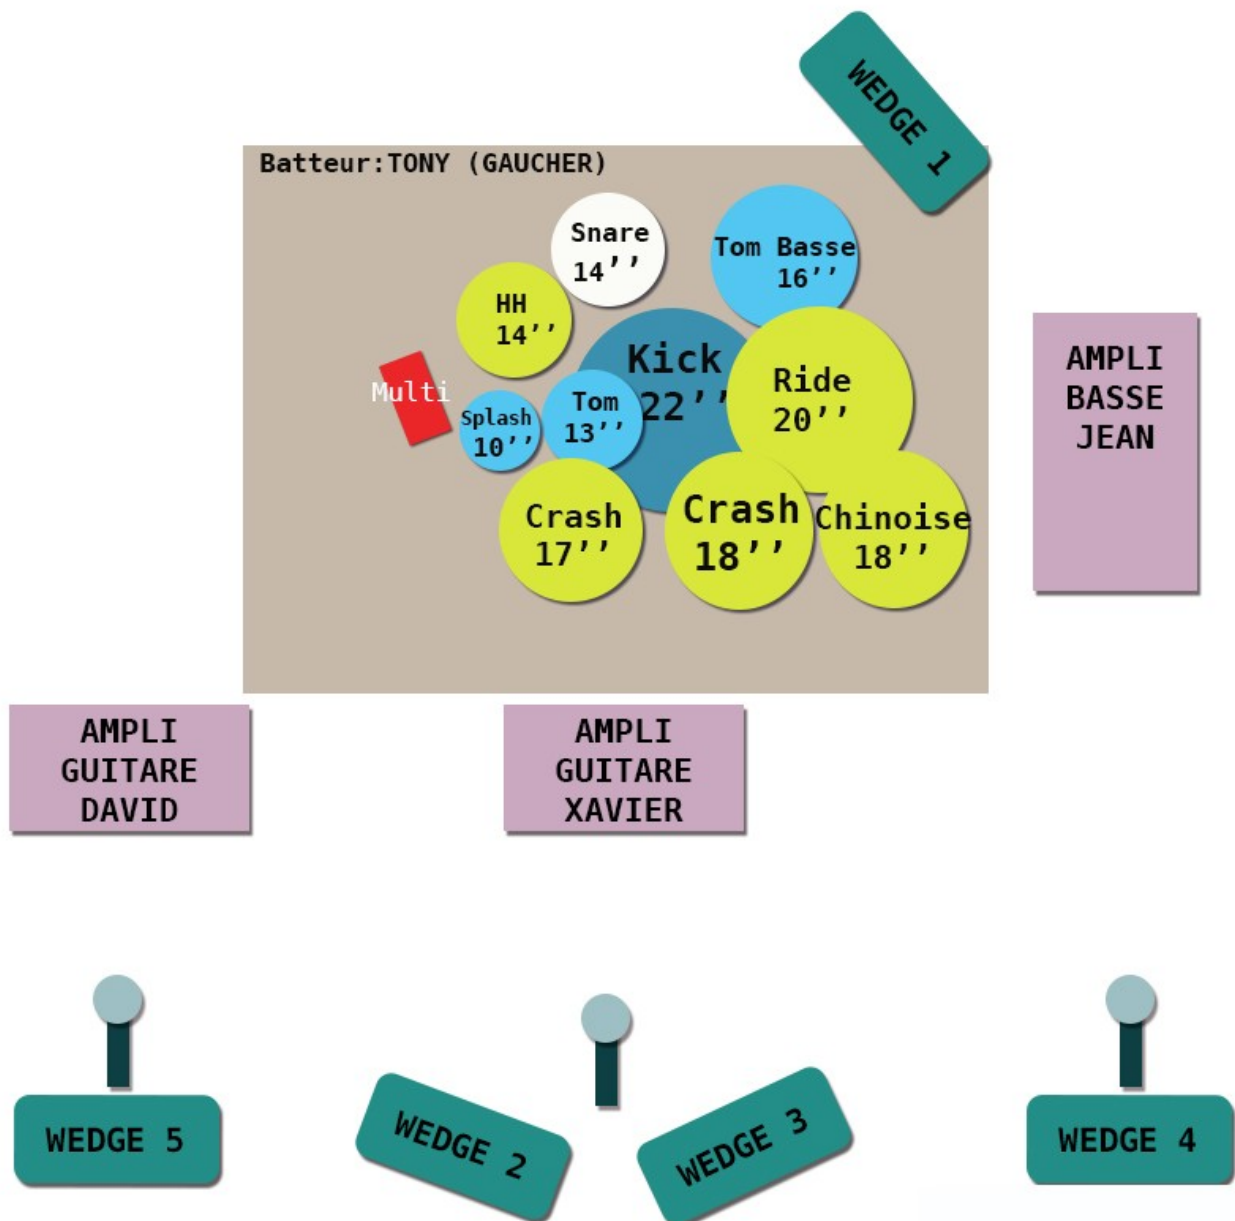 WEDGE 1
Batteur:TONY (GAUCHER)
Snare
14’’
Tom Basse
16’’
HH
14’’
Kick
22’’
Ride
20’’
AMPLI
BASSE
JEAN
Multi
Splash
10’’
Tom
13’’
Crash
17’’
Crash
18’’
Chinoise
18’’
AMPLI
GUITARE
DAVID
AMPLI
GUITARE
XAVIER
WEDGE 5
WEDGE 2
WEDGE 3
WEDGE 4